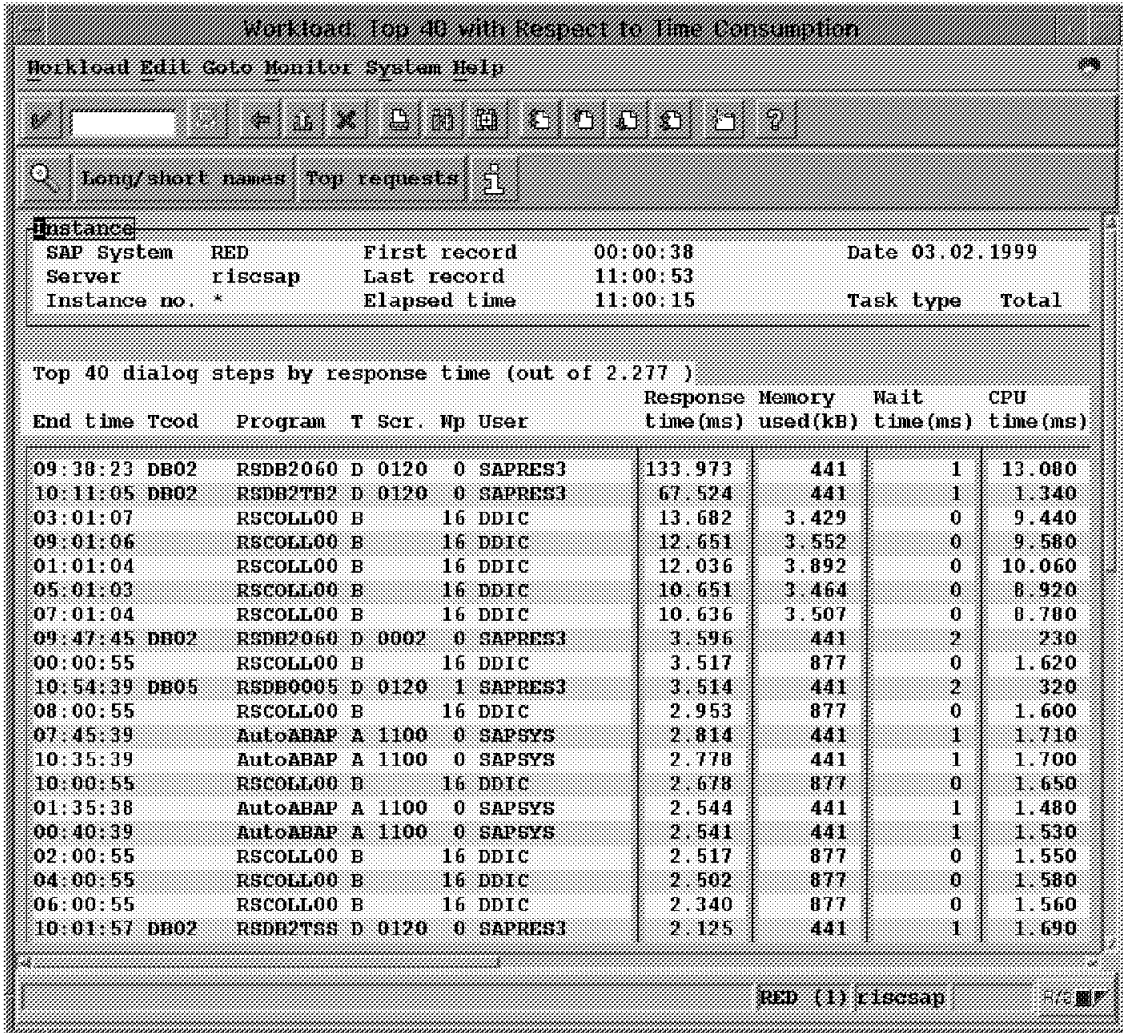 Workload: Top 40 with Respect to Time Consumption
Workload Edit Goto Monitor System Help
Long/short names Top requests
Instance
SAP System RED First record 00:00:38 Date 03.02.1999
Server riscsap Last record 11:00:53
Instance no. * Elapsed time 11:00:15 Task type Total
Top 40 dialog steps by response time (out of 2.277 )
Response Memory Wait CPU
End time Tcod Program T Scr. Wp User time(ms) used(kB) time(ms) time(ms)
09:38:23 DB02 RSDB2060 D 0120 0 SAPRES3 133.973 441 1 13.080
10:11:05 DB02 RSDB2TB2 D 0120 0 SAPRES3 67.524 441 1 1.340
03:01:07 RSCOLL00 B 16 DDIC 13.682 3.429 0 9.440
09:01:06 RSCOLL00 B 16 DDIC 12.651 3.552 0 9.580
01:01:04 RSCOLL00 B 16 DDIC 12.036 3.892 0 10.060
05:01:03 RSCOLL00 B 16 DDIC 10.651 3.464 0 8.920
07:01:04 RSCOLL00 B 16 DDIC 10.636 3.507 0 8.780
09:47:45 DB02 RSDB2060 D 0002 0 SAPRES3 3.596 441 2 230
00:00:55 RSCOLL00 B 16 DDIC 3.517 877 0 1.620
10:54:39 DB05 RSDB0005 D 0120 1 SAPRES3 3.514 441 2 320
08:00:55 RSCOLL00 B 16 DDIC 2.953 877 0 1.600
07:45:39 AutoABAP A 1100 0 SAPSYS 2.814 441 1 1.710
10:35:39 AutoABAP A 1100 0 SAPSYS 2.778 441 1 1.700
10:00:55 RSCOLL00 B 16 DDIC 2.678 877 0 1.650
01:35:38 AutoABAP A 1100 0 SAPSYS 2.544 441 1 1.480
00:40:39 AutoABAP A 1100 0 SAPSYS 2.541 441 1 1.530
02:00:55 RSCOLL00 B 16 DDIC 2.517 877 0 1.550
04:00:55 RSCOLL00 B 16 DDIC 2.502 877 0 1.580
06:00:55 RSCOLL00 B 16 DDIC 2.340 877 0 1.560
10:01:57 DB02 RSDB2TSS D 0120 0 SAPRES3 2.125 441 1 1.690
RED (1) riscsap